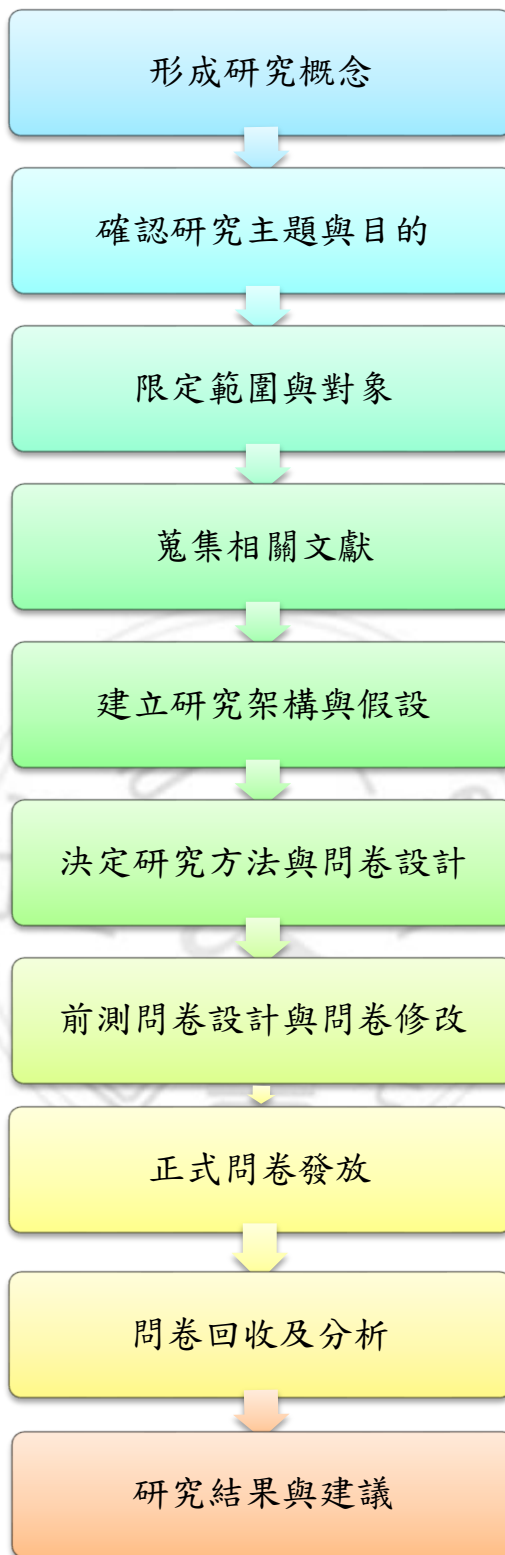 形成研究概念
確認研究主題與目的
限定範圍與對象
蒐集相關文獻
建立研究架構與假設
決定研究方法與問卷設計
前測問卷設計與問卷修改
正式問卷發放
問卷回收及分析
研究結果與建議